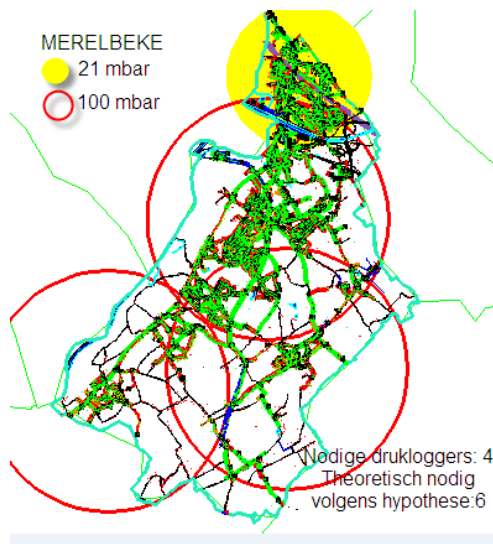 MERELBEKE
21 mbar
100 mbar
Nodige drukloggers: 4
Theoretisch nodig
volgens hypothese:6